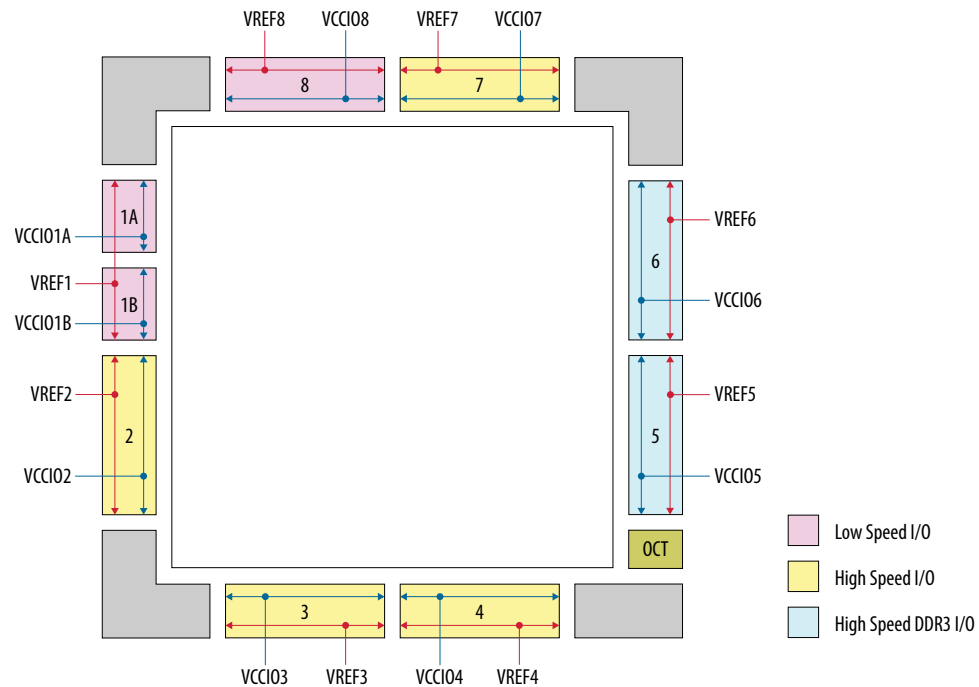 VREF8
VCCIO8
VREF7
VCCIO7
8
7
1A
VCCIO1A
VREF1
1B
VCCIO1B
VREF2
2
VCCIO2
VREF6
6
VCCIO6
VREF5
5
VCCIO5
OCT
3
4
VCCIO3
VREF3
VCCIO4
VREF4
Low Speed I/O
High Speed I/O
High Speed DDR3 I/O